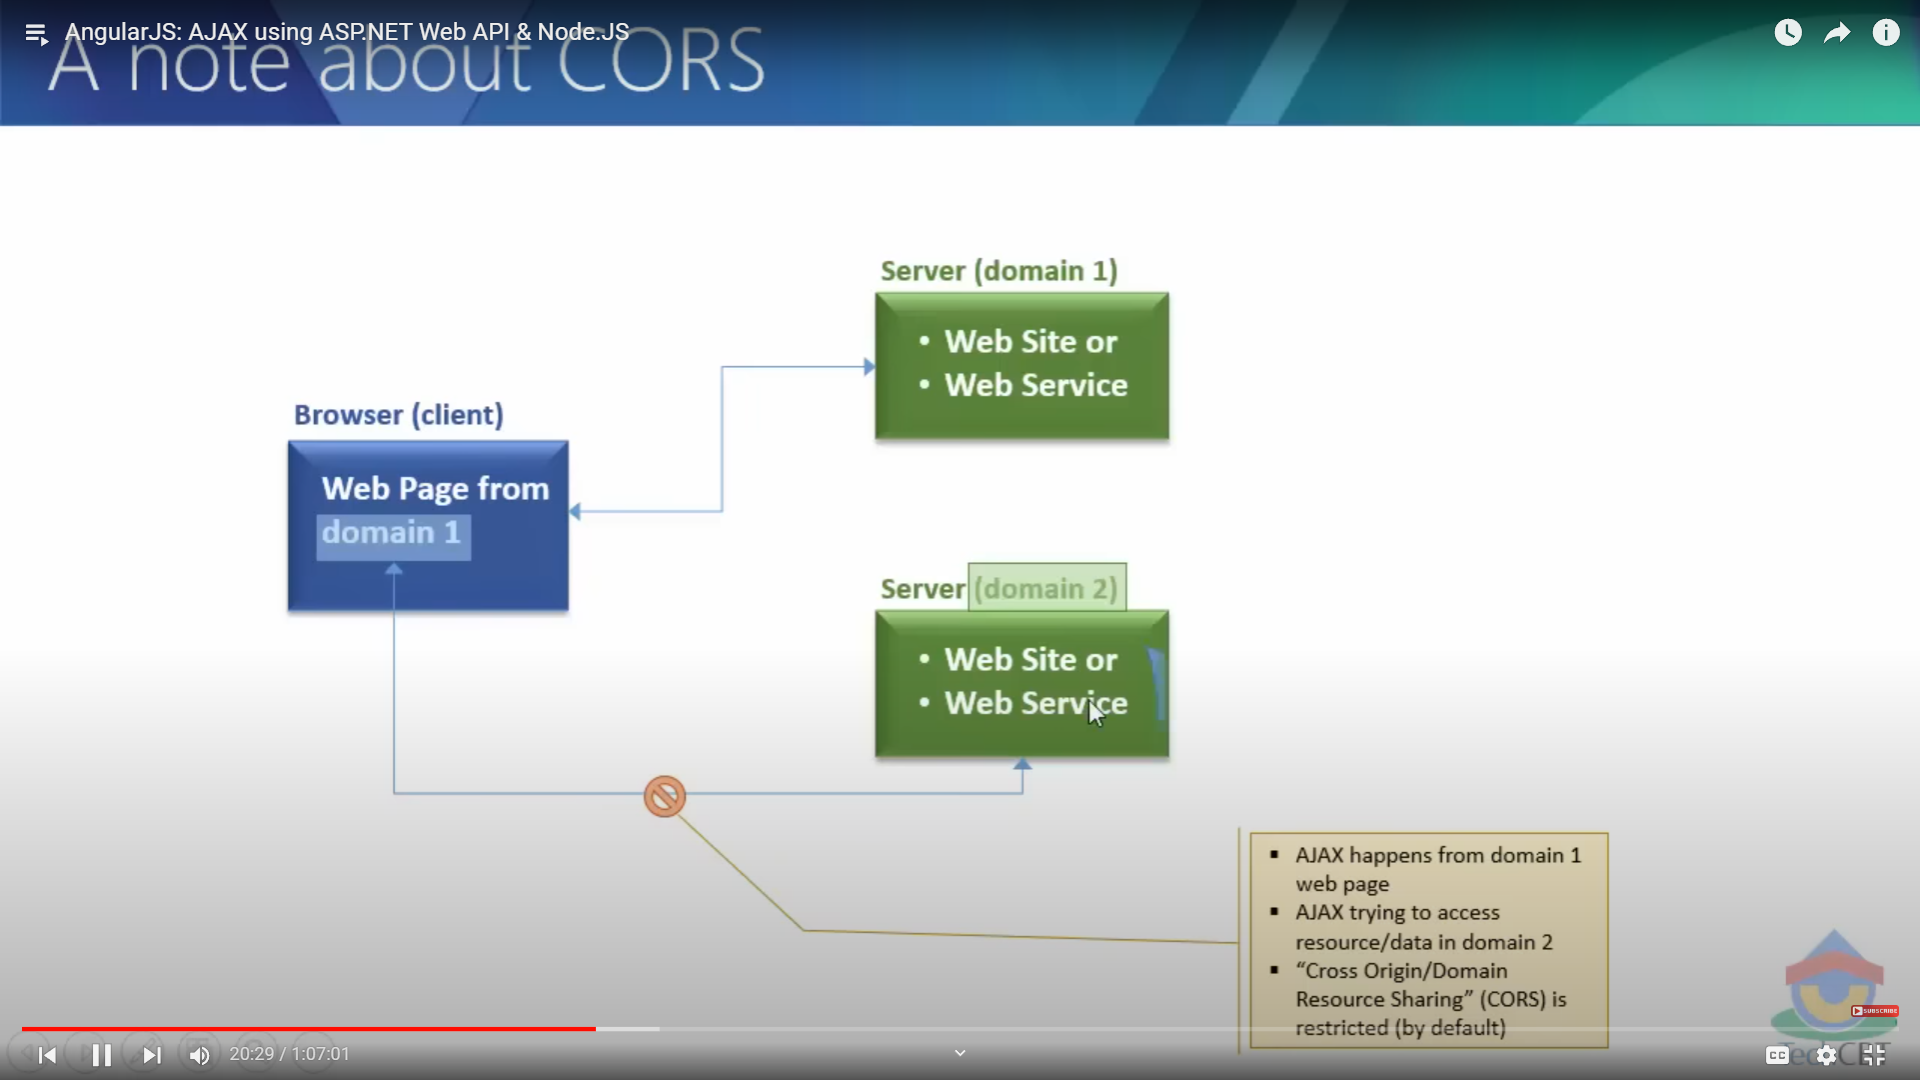 AngularJS: AJAX using ASP.NET Web API & Node.JS
A note about CORS
Server (domain 1)
• Web Site or
• Web Service
Browser (client)
Web Page from
domain 1
Server (domain 2)
• Web Site or
• Web Service
▪ AJAX happens from domain 1
web page
▪ AJAX trying to access
resource/data in domain 2
▪ “Cross Origin/Domain
Resource Sharing” (CORS) is
restricted (by default)
SUBSCRIBE
20:29 / 1:07:01
CC
TechCET